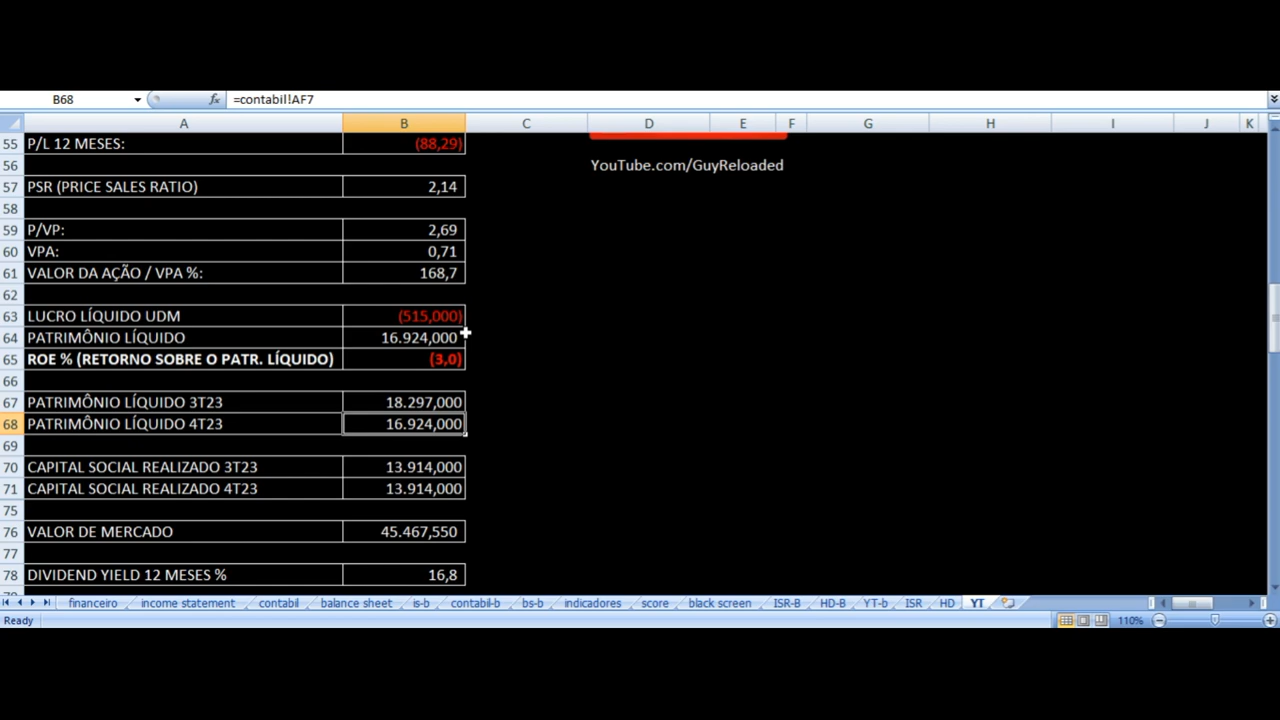 B68 fx =contabil!AF7
A B C D E F G H I J K
55 P/L 12 MESES: (88,29)
56 YouTube.com/GuyReloaded
57 PSR (PRICE SALES RATIO) 2,14
58
59 P/VP: 2,69
60 VPA: 0,71
61 VALOR DA AÇÃO / VPA %: 168,7
62
63 LUCRO LÍQUIDO UDM (515,000)
64 PATRIMÔNIO LÍQUIDO 16.924,000
65 ROE % (RETORNO SOBRE O PATR. LÍQUIDO) (3,0)
66
67 PATRIMÔNIO LÍQUIDO 3T23 18.297,000
68 PATRIMÔNIO LÍQUIDO 4T23 16.924,000
69
70 CAPITAL SOCIAL REALIZADO 3T23 13.914,000
71 CAPITAL SOCIAL REALIZADO 4T23 13.914,000
75
76 VALOR DE MERCADO 45.467,550
77
78 DIVIDEND YIELD 12 MESES % 16,8
financeiro income statement contabil balance sheet is-b contabil-b bs-b indicadores score black screen ISR-B HD-B YT-b ISR HD YT
Ready 110%